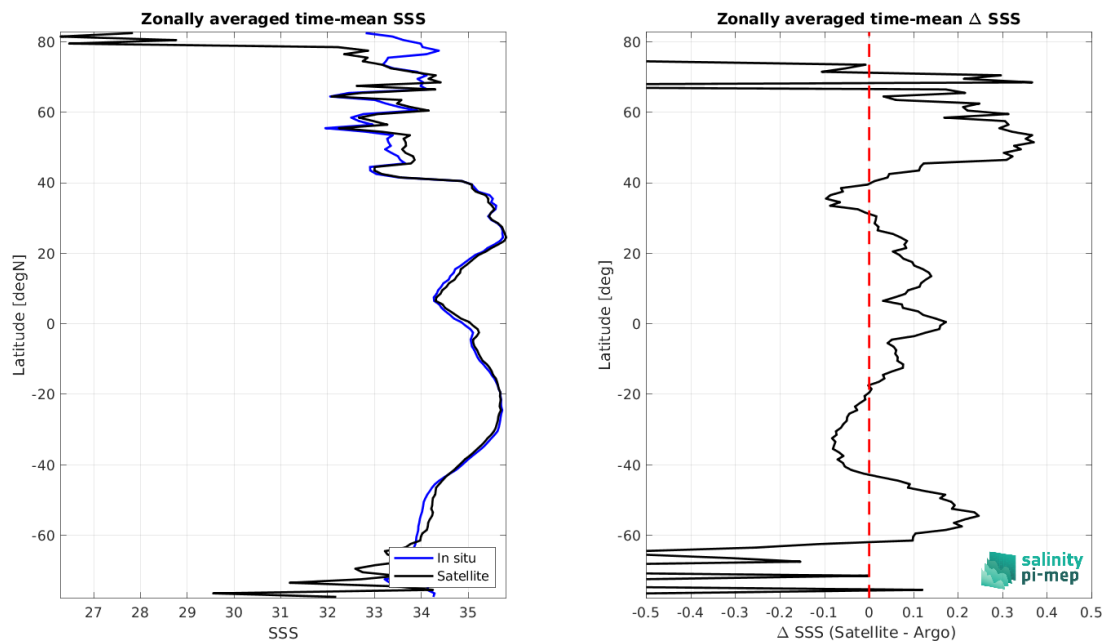 Zonally averaged time-mean SSS
80
60
40
20
0
-20
-40
-60
Latitude [degN]
27 28 29 30 31 32 33 34 35
SSS
In situ
Satellite
Zonally averaged time-mean Δ SSS
80
60
40
20
0
-20
-40
-60
Latitude [deg]
-0.5 -0.4 -0.3 -0.2 -0.1 0 0.1 0.2 0.3 0.4 0.5
Δ SSS (Satellite - Argo)
salinity
pi-mep